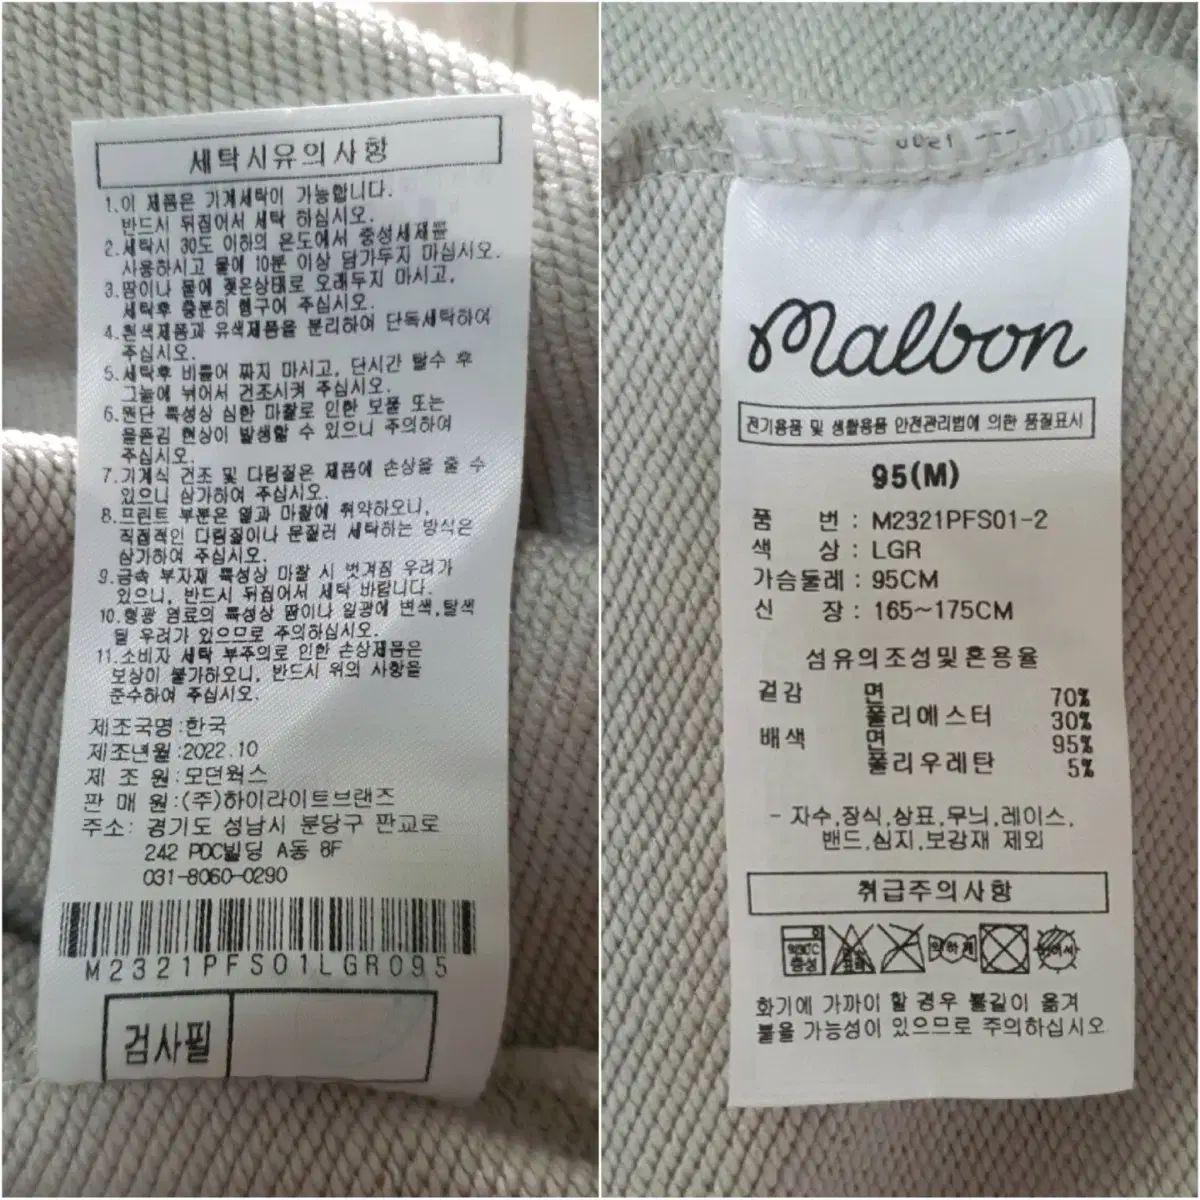 세탁시유의사항
1.이 제품은 기계세탁이 가능합니다.
반드시 뒤집어서 세탁 하십시오.
2.세탁시 30도 이하의 온도에서 중성세제를
사용하시고 물에 10분 이상 담가두지 마십시오.
3.땀이나 물에 젖은상태로 오래두지 마시고,
세탁후 충분히 헹구어 주십시오.
4.흰색제품과 유색제품을 분리하여 단독세탁하여
주십시오.
5.세탁후 비틀어 짜지 마시고, 단시간 탈수 후
그늘에 뉘어서 건조시켜 주십시오.
6.원단 특성상 심한 마찰로 인한 보풀 또는
올뜯김 현상이 발생할 수 있으니 주의하여
주십시오.
7.기계식 건조 및 다림질은 제품에 손상을 줄 수
있으니 삼가하여 주십시오.
8.프린트 부분은 열과 마찰에 취약하오니,
직접적인 다림질이나 문질러 세탁하는 방식은
삼가하여 주십시오.
9.금속 부자재 특성상 마찰 시 벗겨짐 우려가
있으니, 반드시 뒤집어서 세탁 바랍니다.
10.형광 염료의 특성상 땀이나 일광에 변색,탈색
될 우려가 있으므로 주의하십시오.
11.소비자 세탁 부주의로 인한 손상제품은
보상이 불가하오니, 반드시 위의 사항을
준수하여 주십시오.
제조국명:한국
제조년월:2022.10
제 조 원:모던웍스
판 매 원:(주)하이라이트브랜즈
주소: 경기도 성남시 분당구 판교로
242 PDC빌딩 A동 8F
031-8060-0290
M2321PFS01LGR095
검사필
0021 ---
malbon
전기용품 및 생활용품 안전관리법에 의한 품질표시
95(M)
품 번 : M2321PFS01-2
색 상 : LGR
가슴둘레 : 95CM
신 장 : 165~175CM
섬유의조성및혼용율
겉감 면 70%
폴리에스터 30%
배색 면 95%
폴리우레탄 5%
- 자수,장식,상표,무늬,레이스,
밴드,심지,보강재 제외
취급주의사항
약30℃ 중성 표백 약하게 뉘어서
화기에 가까이 할 경우 불길이 옮겨
붙을 가능성이 있으므로 주의하십시오